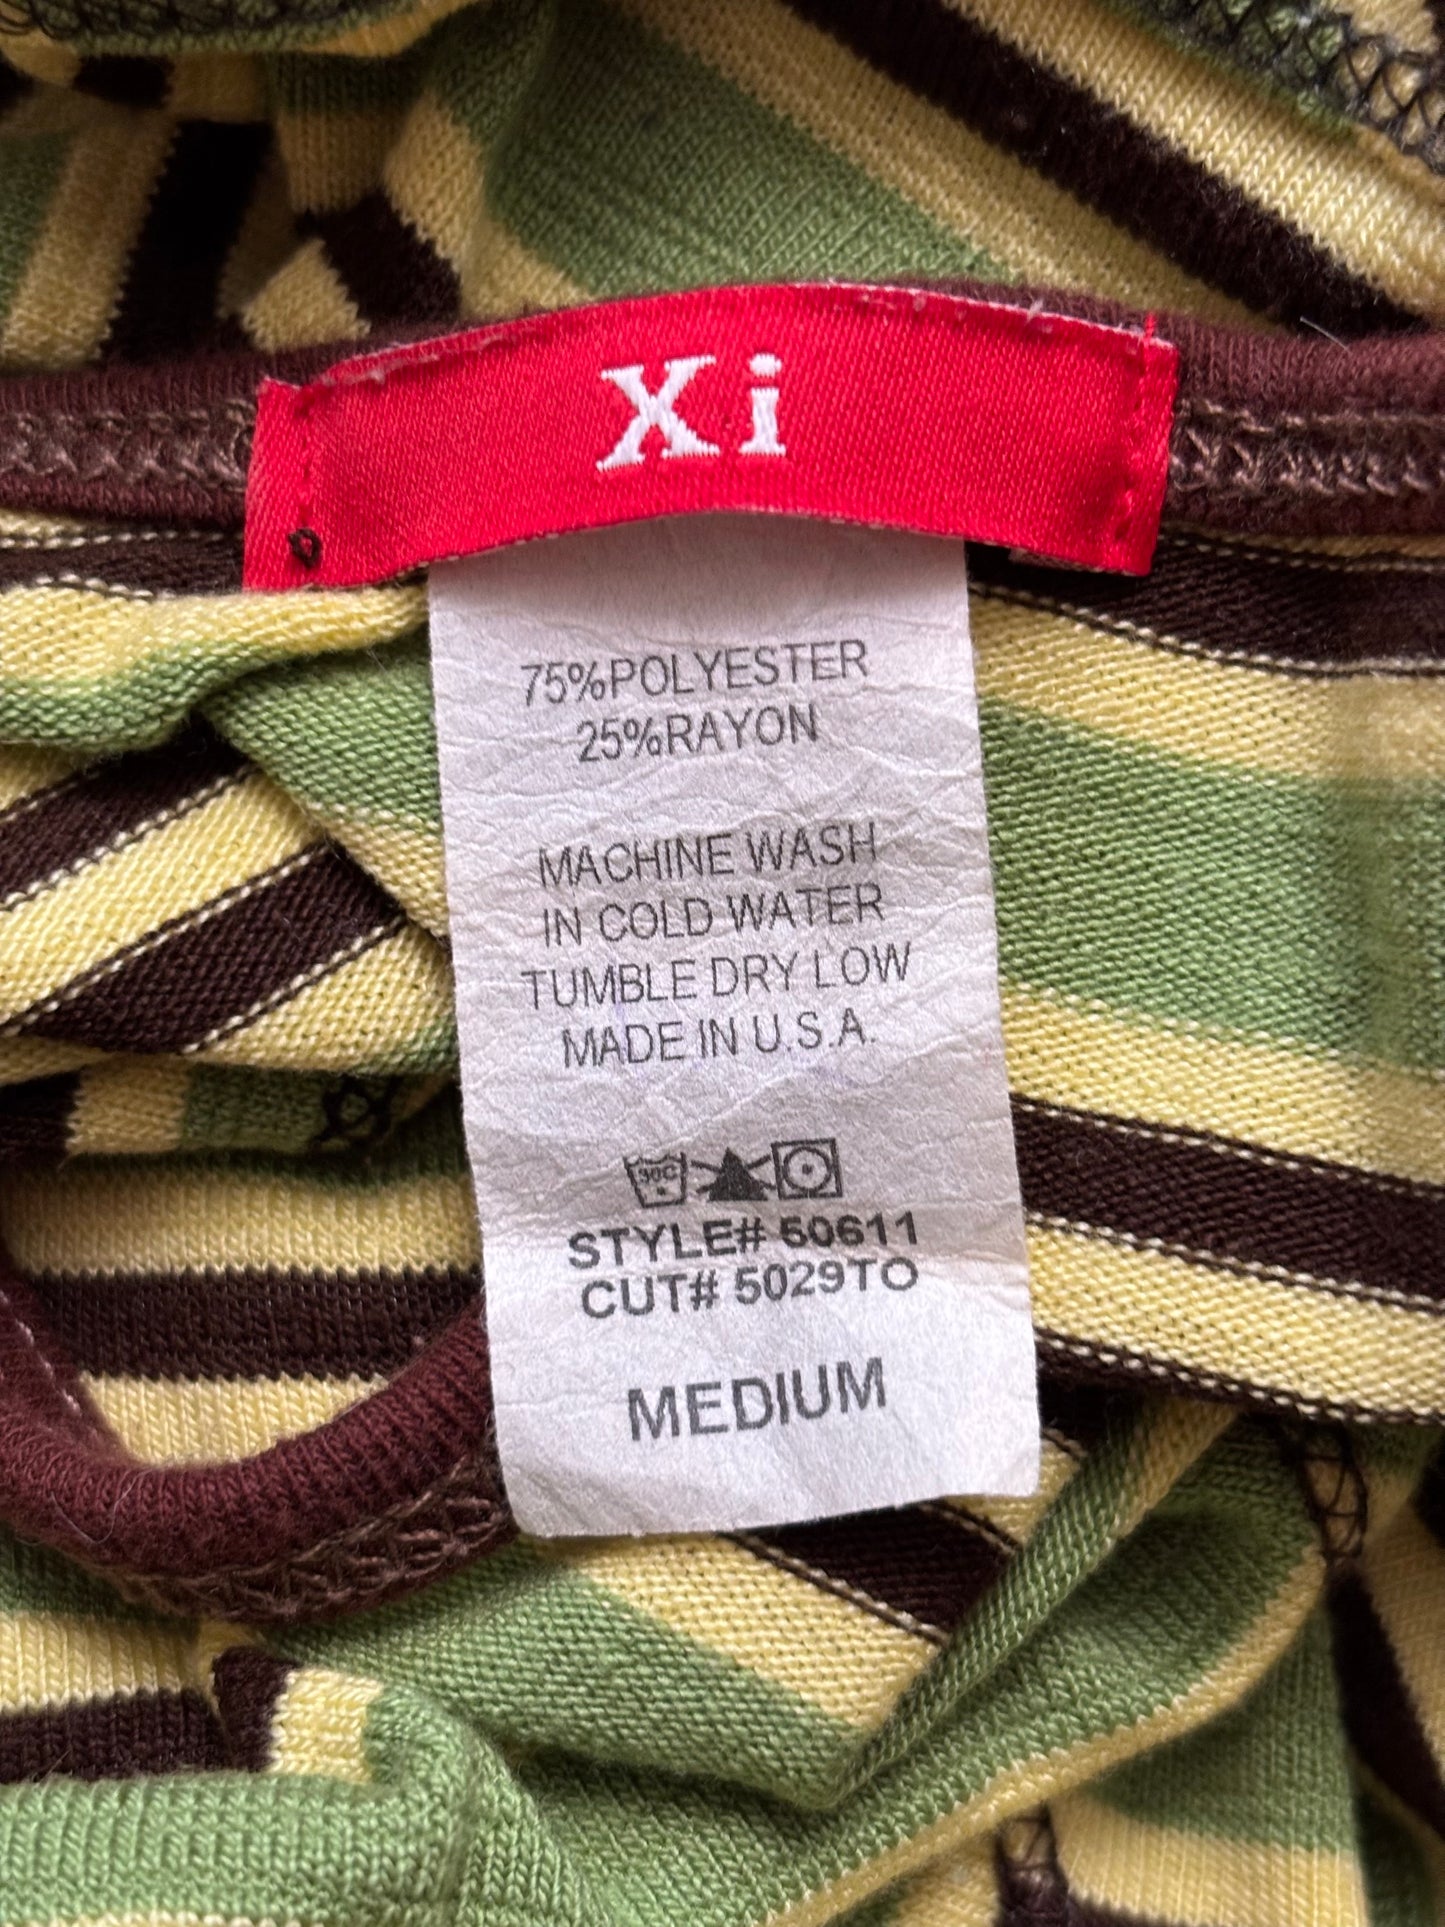 Xi
75%POLYESTER
25%RAYON
MACHINE WASH
IN COLD WATER
TUMBLE DRY LOW
MADE IN U.S.A.
30C
STYLE# 50611
CUT# 5029TO
MEDIUM